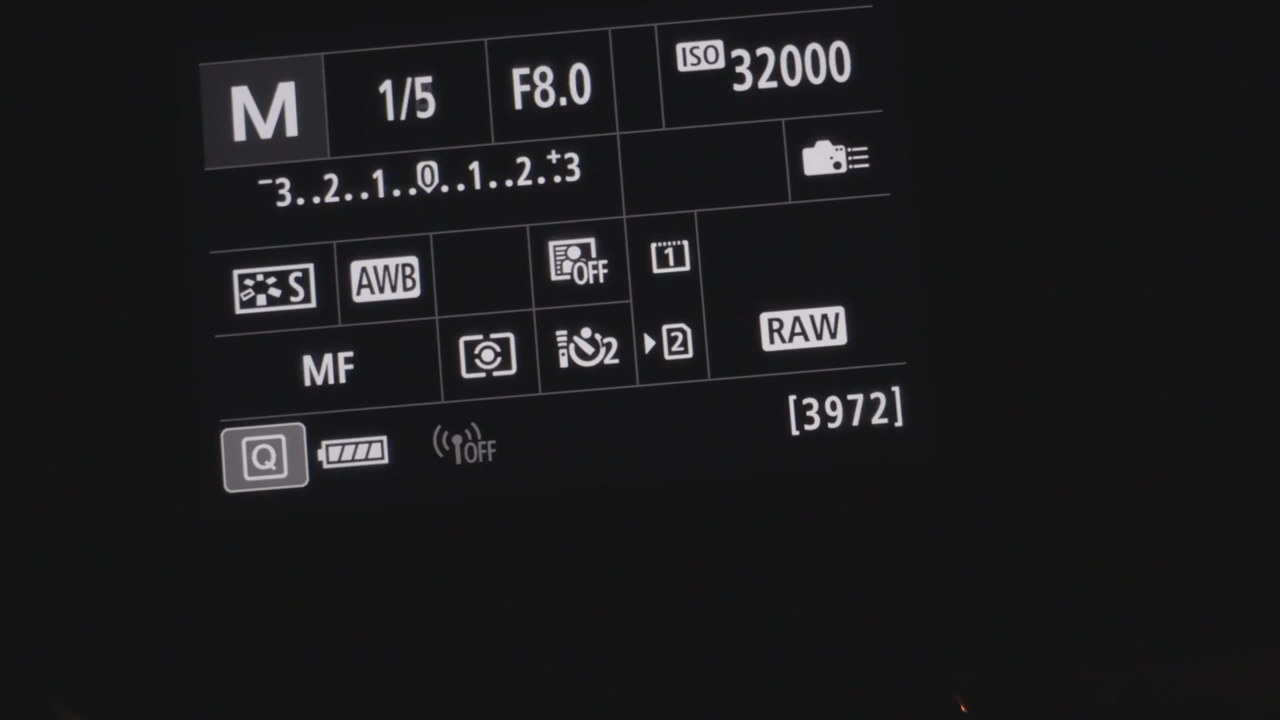 M 1/5 F8.0 ISO 32000
-3..2..1..0..1..2..+3
S AWB OFF 1
MF 2 2 RAW
Q OFF [3972]